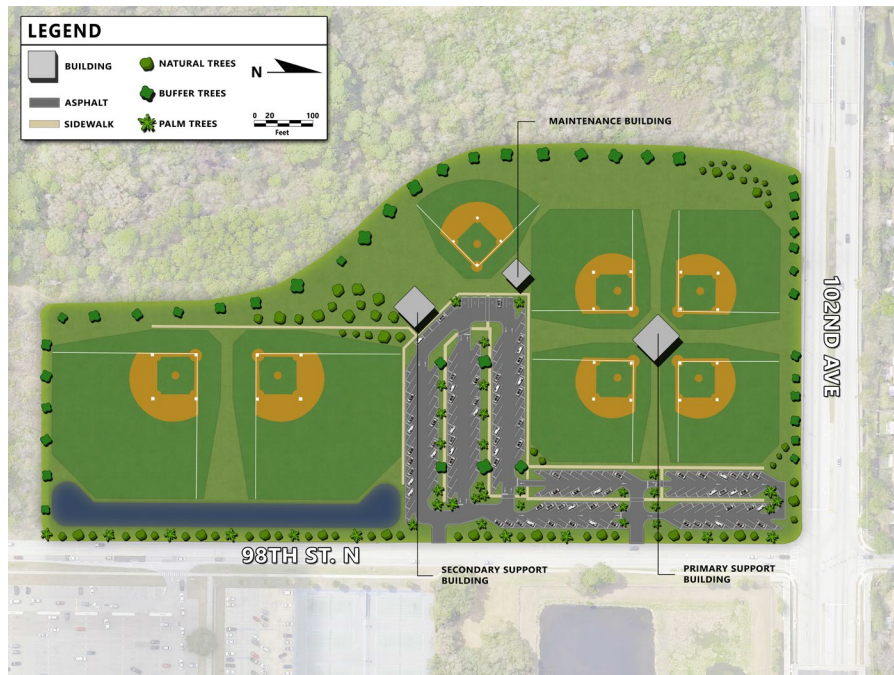 LEGEND
BUILDING
NATURAL TREES
N
BUFFER TREES
ASPHALT
0 20 100
SIDEWALK
PALM TREES
Feet
MAINTENANCE BUILDING
102ND AVE
98TH ST. N
SECONDARY SUPPORT
BUILDING
PRIMARY SUPPORT
BUILDING